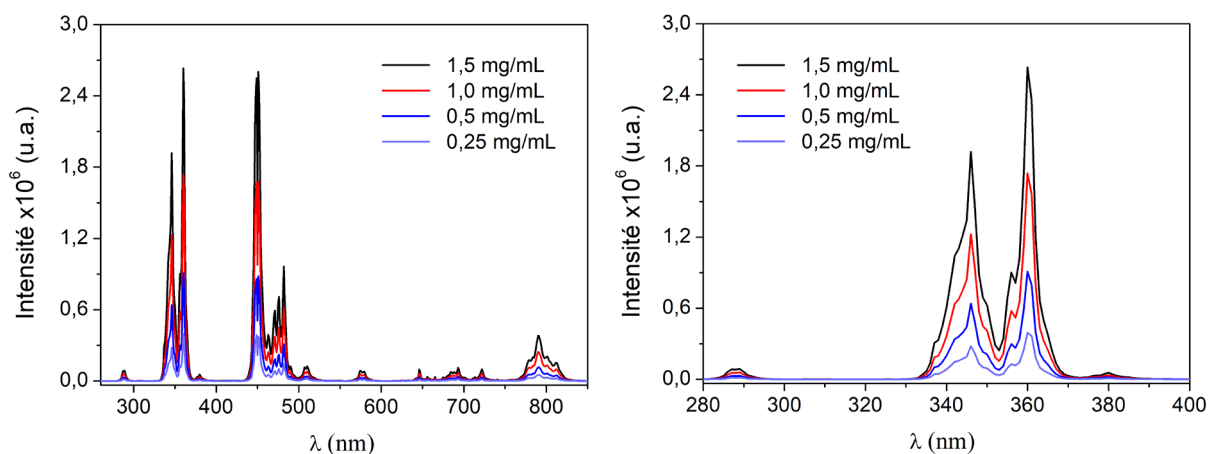 3,0
2,4
1,8
1,2
0,6
0,0
Intensité x10⁶ (u.a.)
1,5 mg/mL
1,0 mg/mL
0,5 mg/mL
0,25 mg/mL
300 400 500 600 700 800
λ (nm)
3,0
2,4
1,8
1,2
0,6
0,0
Intensité x10⁶ (u.a.)
1,5 mg/mL
1,0 mg/mL
0,5 mg/mL
0,25 mg/mL
280 300 320 340 360 380 400
λ (nm)